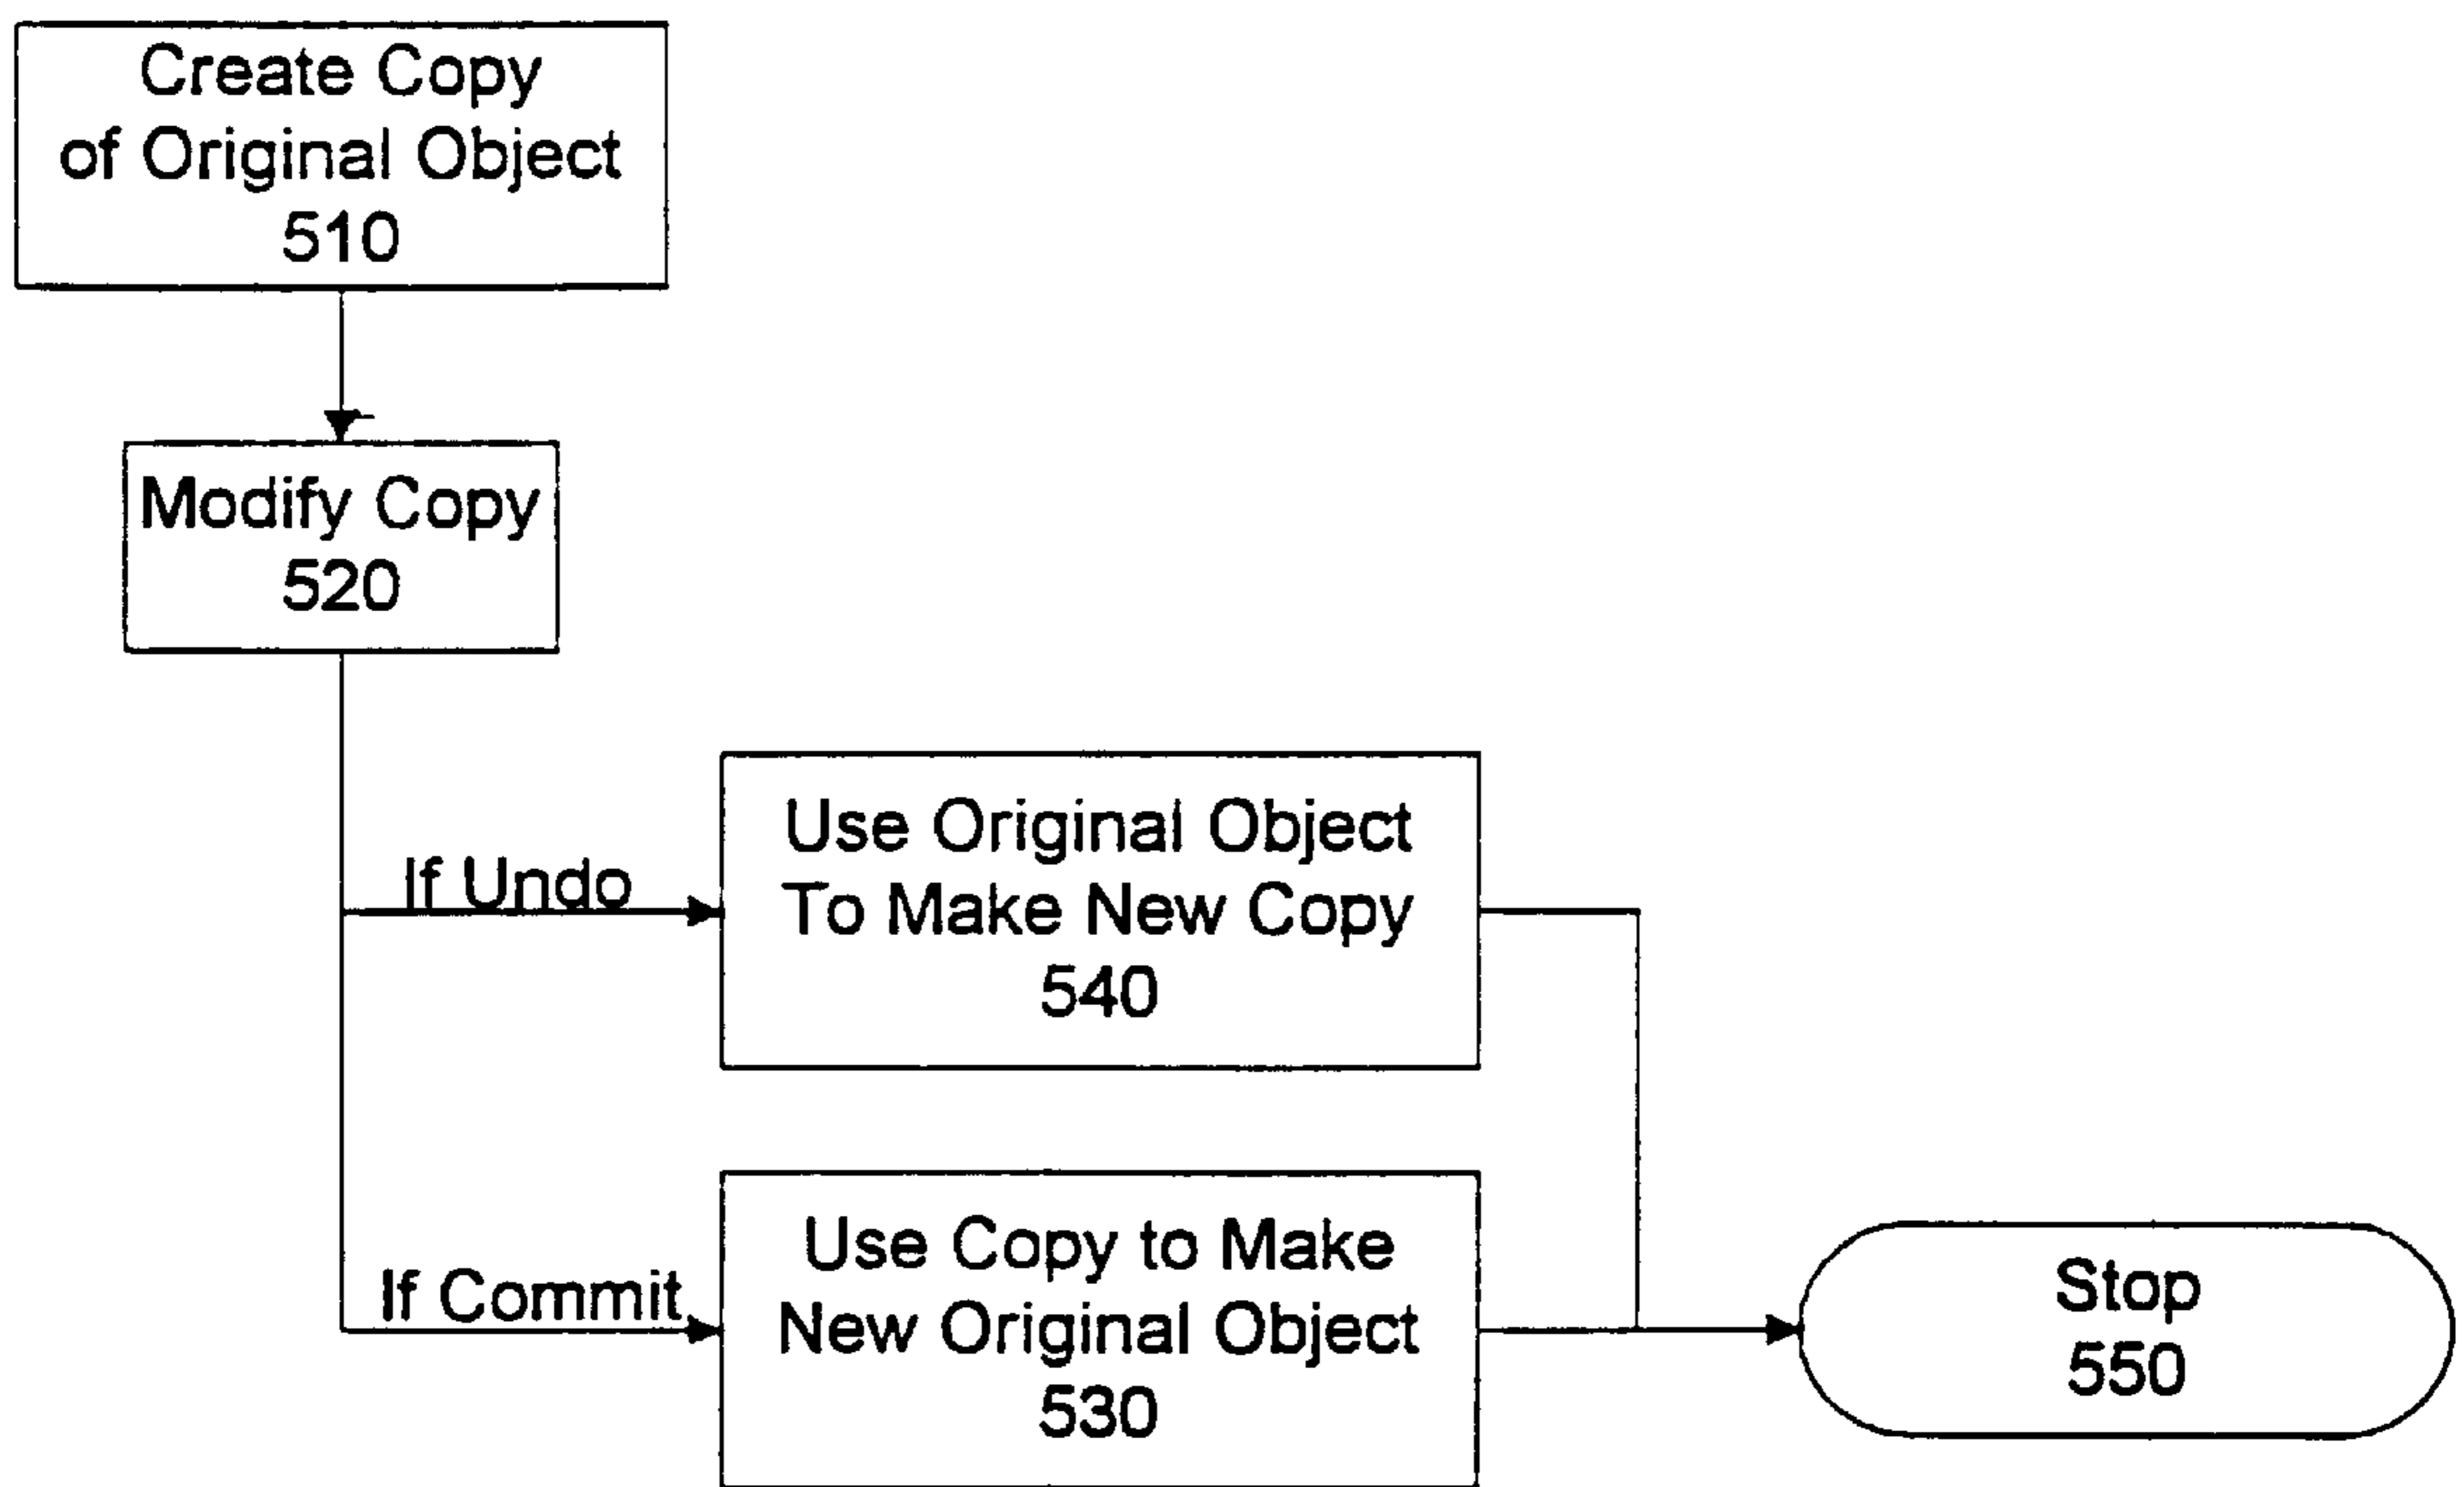 Create Copy
of Original Object
510
Modify Copy
520
If Undo
Use Original Object
To Make New Copy
540
If Commit
Use Copy to Make
New Original Object
530
Stop
550